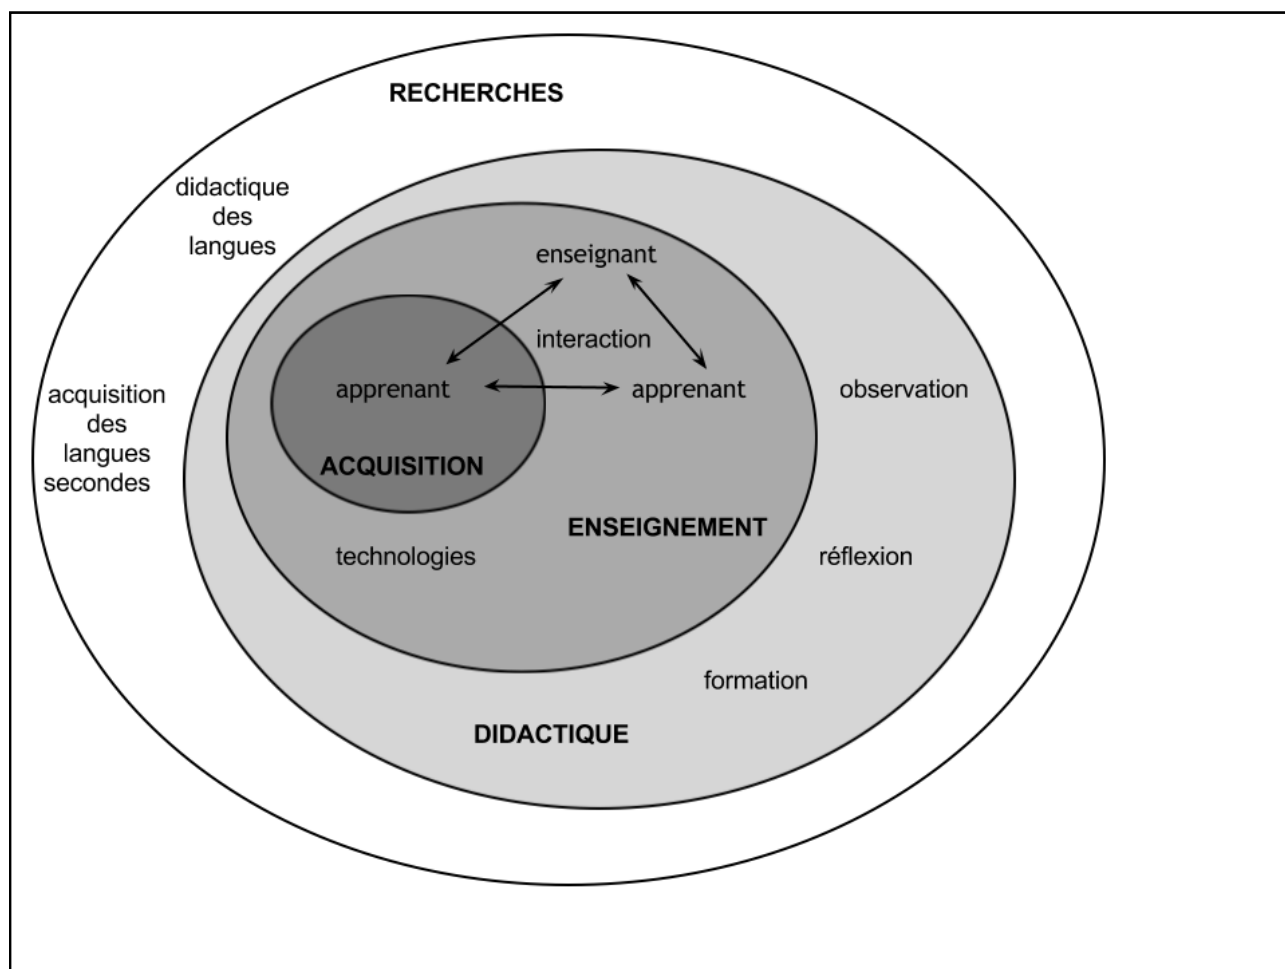 RECHERCHES
didactique
des
langues
enseignant
interaction
apprenant
apprenant
observation
acquisition
des
langues
secondes
ACQUISITION
ENSEIGNEMENT
technologies
réflexion
formation
DIDACTIQUE